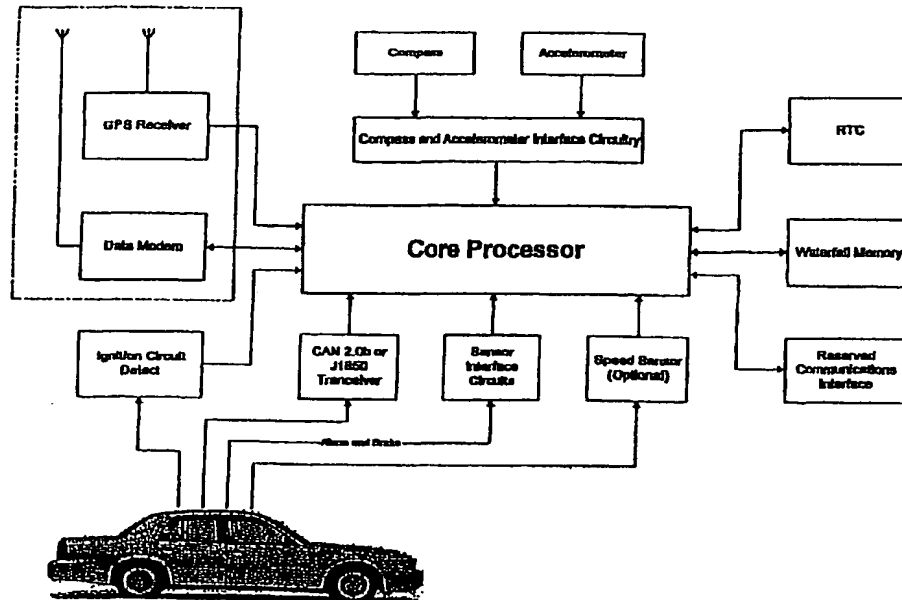 Compass
Accelerometer
GPS Receiver
Compass and Accelerometer Interface Circuitry
RTC
Data Modem
Core Processor
Waterfall Memory
Ignition Circuit
Detect
CAN 2.0b or
J1850
Tranceiver
Sensor
Interface
Circuits
Speed Sensor
(Optional)
Reserved
Communications
Interface
and Brake